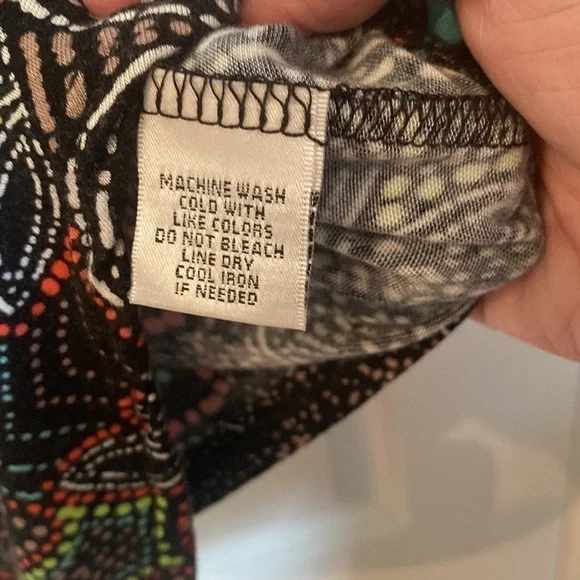 MACHINE WASH
COLD WITH
LIKE COLORS
DO NOT BLEACH
LINE DRY
COOL IRON
IF NEEDED